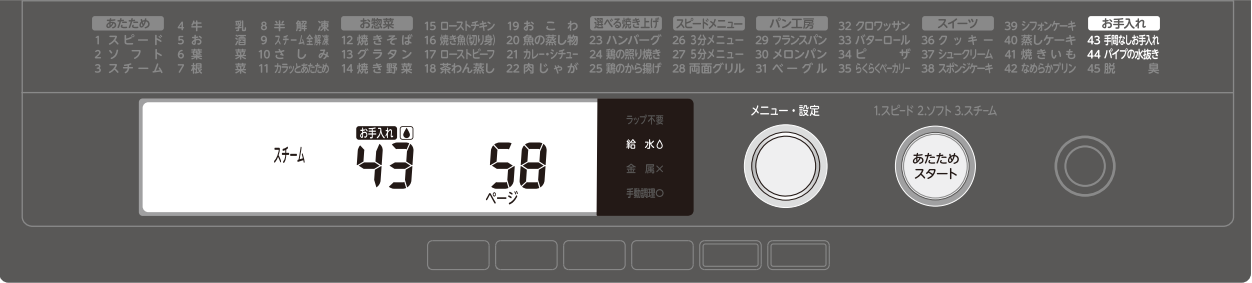 あたため
1 スピード
2 ソフト
3 スチーム
4 牛乳
5 お酒
6 葉菜
7 根菜
8 半解凍
9 スチーム全解凍
10 さしみ
11 カラッとあたため
お惣菜
12 焼きそば
13 グラタン
14 焼き野菜
15 ローストチキン
16 焼き魚(切り身)
17 ローストビーフ
18 茶わん蒸し
19 おこわ
20 魚の蒸し物
21 カレー・シチュー
22 肉じゃが
選べる焼き上げ
23 ハンバーグ
24 鶏の照り焼き
25 鶏のから揚げ
スピードメニュー
26 3分メニュー
27 5分メニュー
28 両面グリル
パン工房
29 フランスパン
30 メロンパン
31 ベーグル
32 クロワッサン
33 バターロール
34 ピザ
35 らくらくベーカリー
スイーツ
36 クッキー
37 シュークリーム
38 スポンジケーキ
39 シフォンケーキ
40 蒸しケーキ
41 焼きいも
42 なめらかプリン
お手入れ
43 手間なしお手入れ
44 パイプの水抜き
45 脱臭
スチーム
お手入れ
43
58
ページ
ラップ不要
給水
金属×
手動調理○
メニュー・設定
1.スピード 2.ソフト 3.スチーム
あたため
スタート